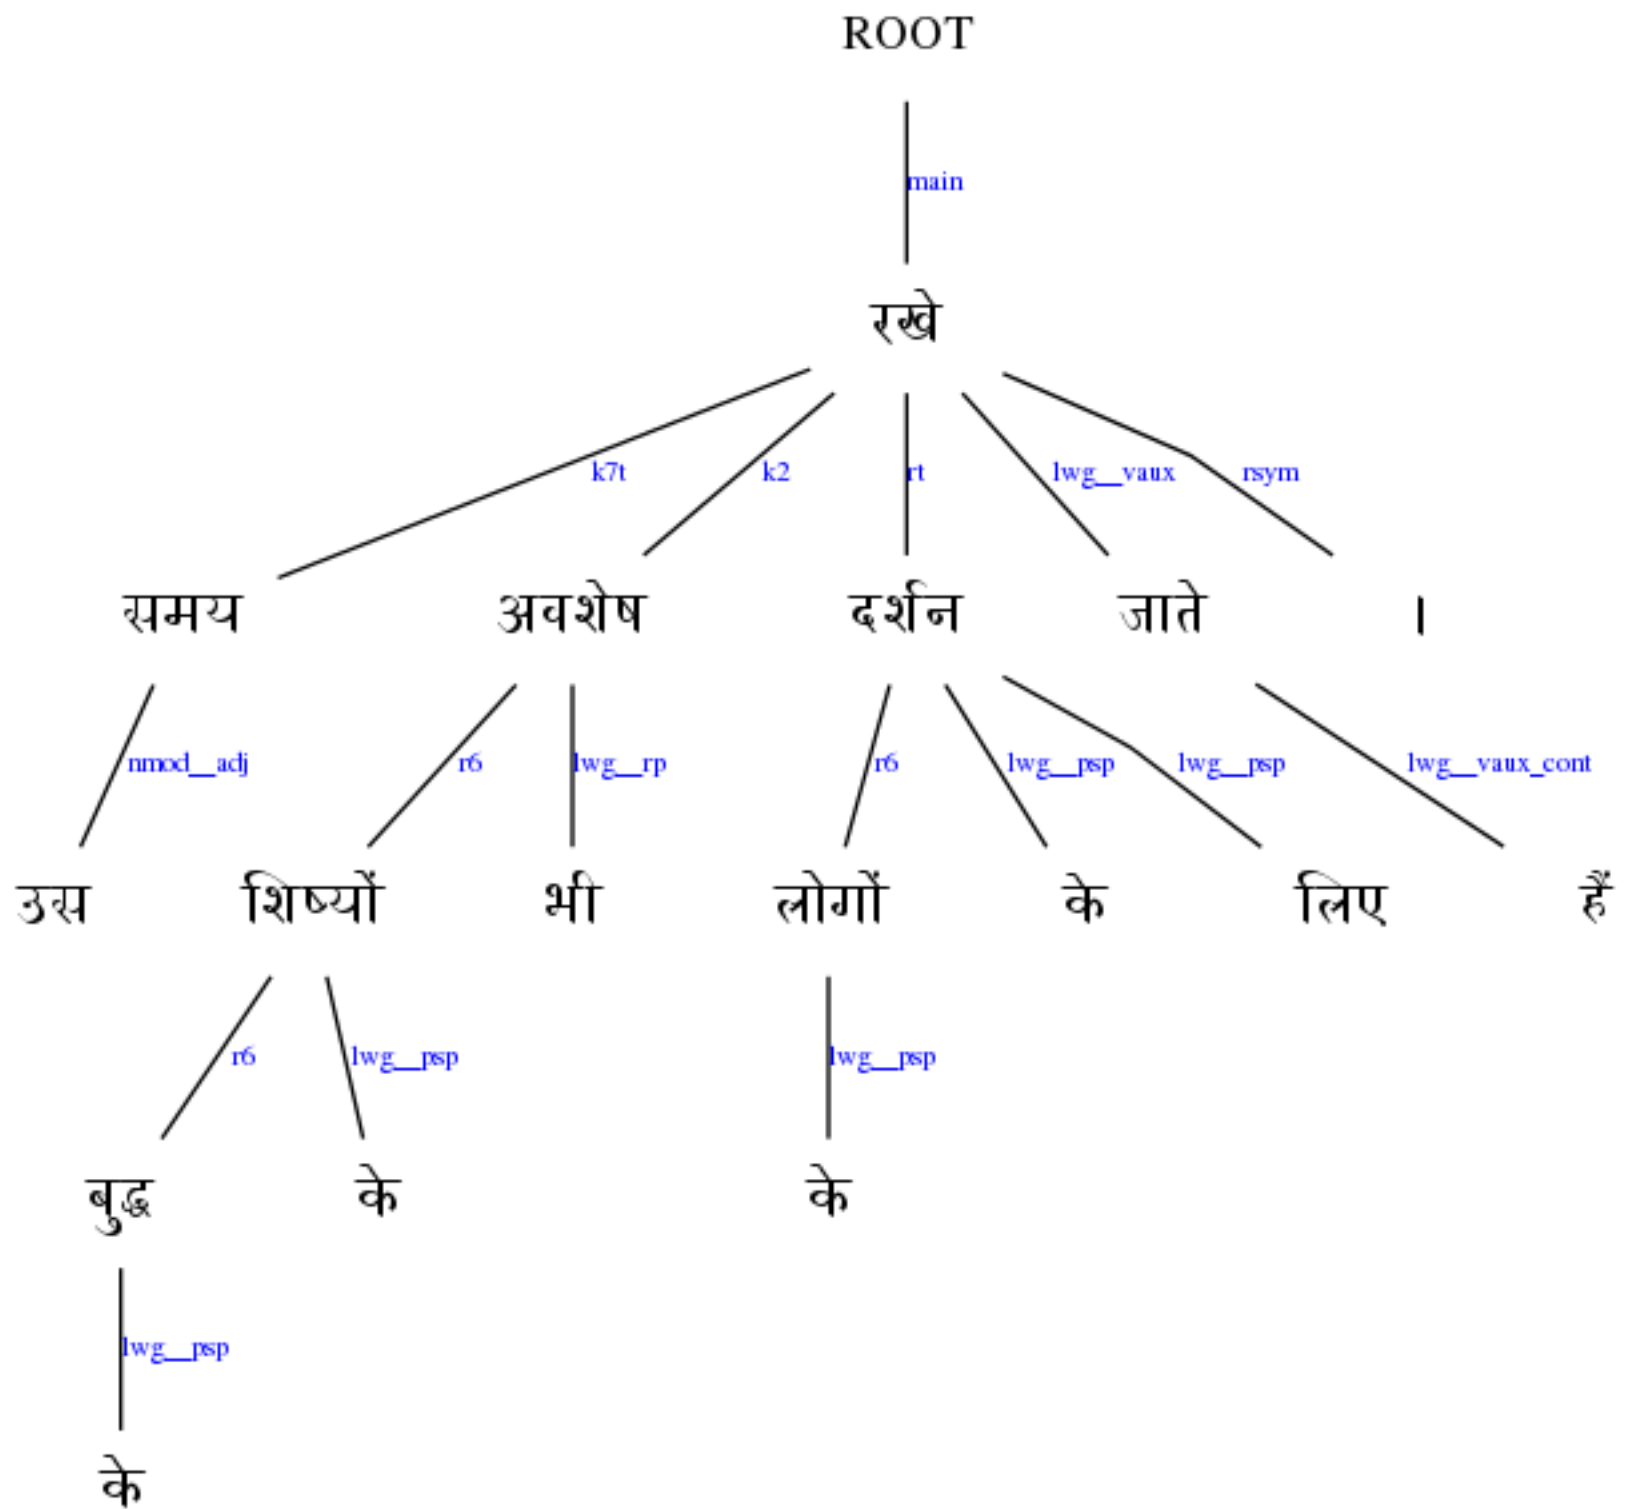 ROOT
main
रखे
k7t k2 rt lwg__vaux rsym
समय अवशेष दर्शन जाते ।
nmod__adj r6 lwg__rp r6 lwg__psp lwg__psp lwg__vaux_cont
उस शिष्यों भी लोगों के लिए हैं
r6 lwg__psp lwg__psp
बुद्ध के के
lwg__psp
के